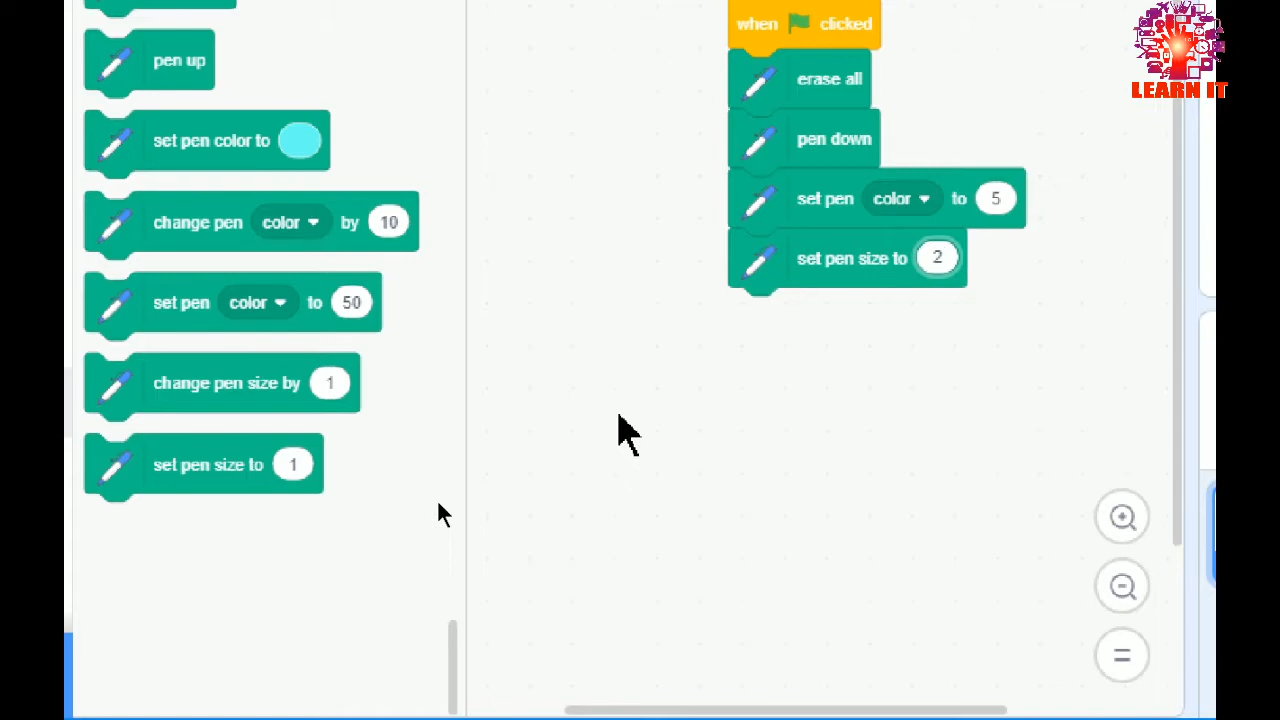 pen up
set pen color to
change pen color by 10
set pen color to 50
change pen size by 1
set pen size to 1
when clicked
erase all
pen down
set pen color to 5
set pen size to 2
LEARN IT